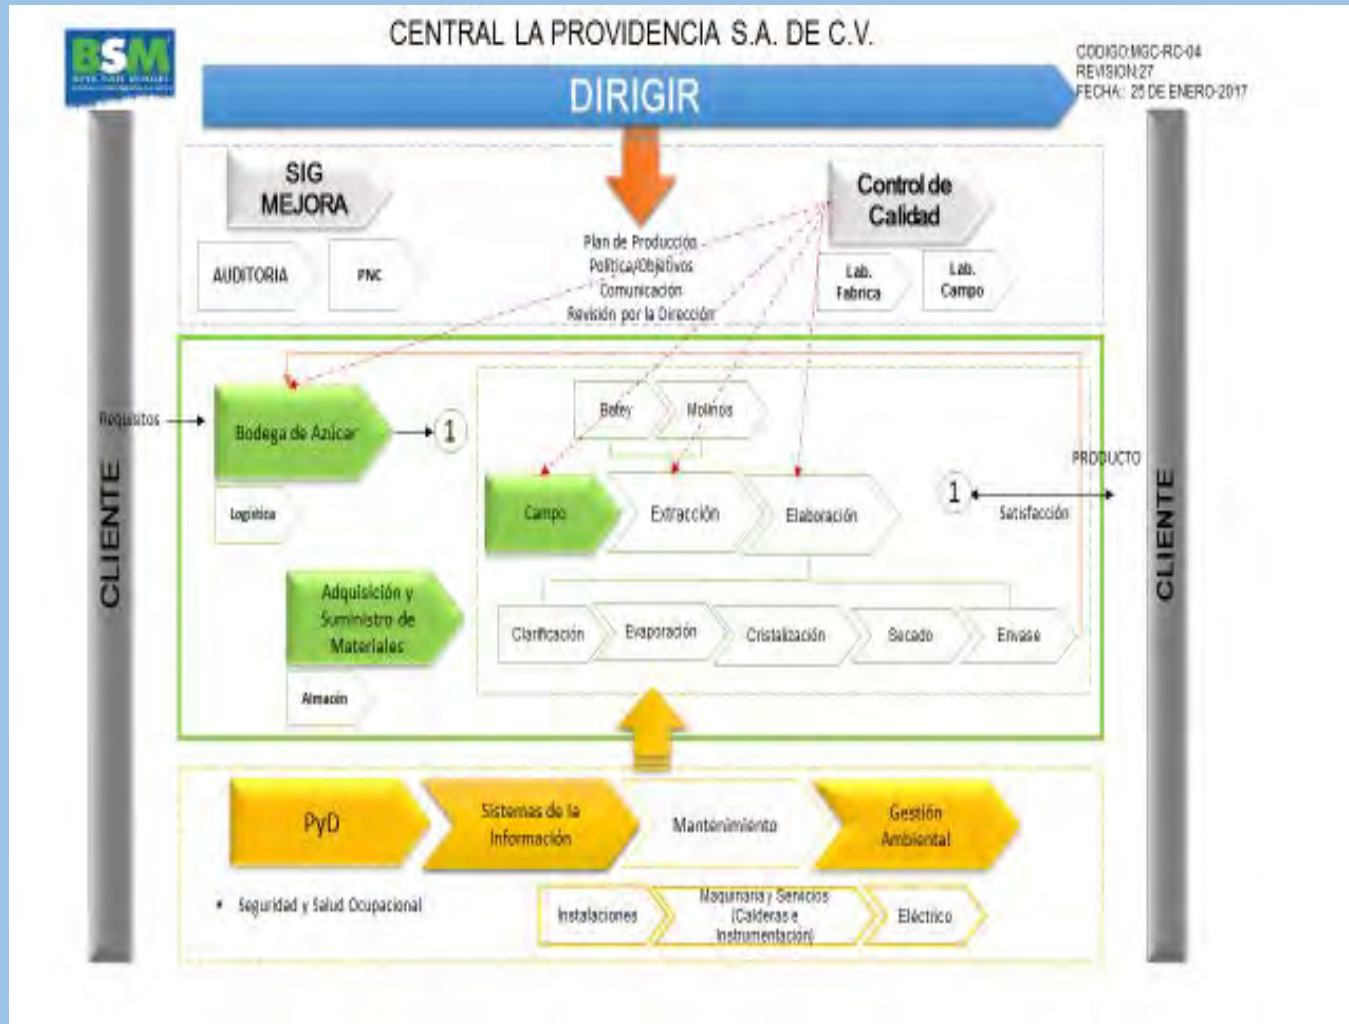 CENTRAL LA PROVIDENCIA S.A. DE C.V.
BSM
CODIGO:MGC-RC-04
REVISION:27
FECHA: 25 DE ENERO-2017
DIRIGIR
SIG
MEJORA
AUDITORIA
PNC
Plan de Producción
Política/Objetivos
Comunicación
Revisión por la Dirección
Control de
Calidad
Lab.
Fabrica
Lab.
Campo
Requisitos
CLIENTE
Bodega de Azúcar
1
Logística
Batey
Molinos
Campo
Extracción
Elaboración
1
PRODUCTO
Satisfacción
CLIENTE
Adquisición y
Suministro de
Materiales
Almacén
Clarificación
Evaporación
Cristalización
Secado
Envase
PyD
Sistemas de la
Información
Mantenimiento
Gestión
Ambiental
• Seguridad y Salud Ocupacional
Instalaciones
Maquinaria y Servicios
(Calderas e
Instrumentación)
Eléctrico